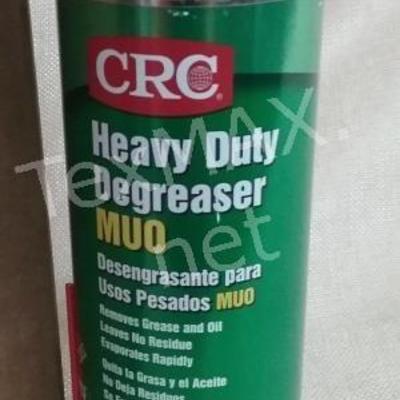 CRC
Heavy Duty
Degreaser
MUO
Desengrasante para
Usos Pesados MUO
Removes Grease and Oil
Leaves No Residue
Evaporates Rapidly
Quita la Grasa y el Aceite
No Deja Residuos
TexMAX.
net